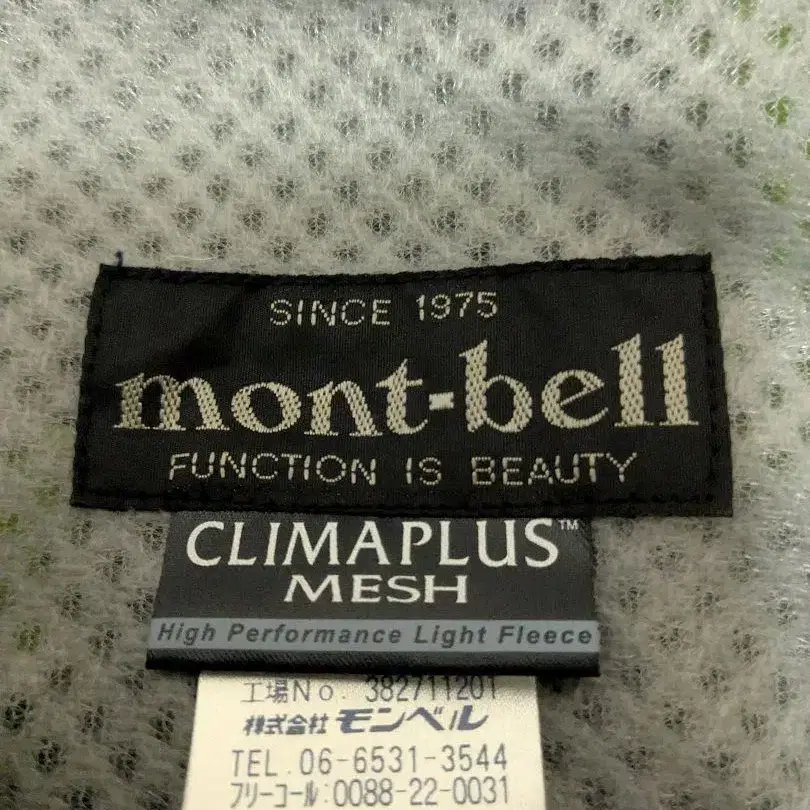 SINCE 1975
mont-bell
FUNCTION IS BEAUTY
CLIMAPLUS™
MESH
High Performance Light Fleece
工場No. 382711201
株式会社 モンベル
TEL.06-6531-3544
フリーコール:0088-22-0031